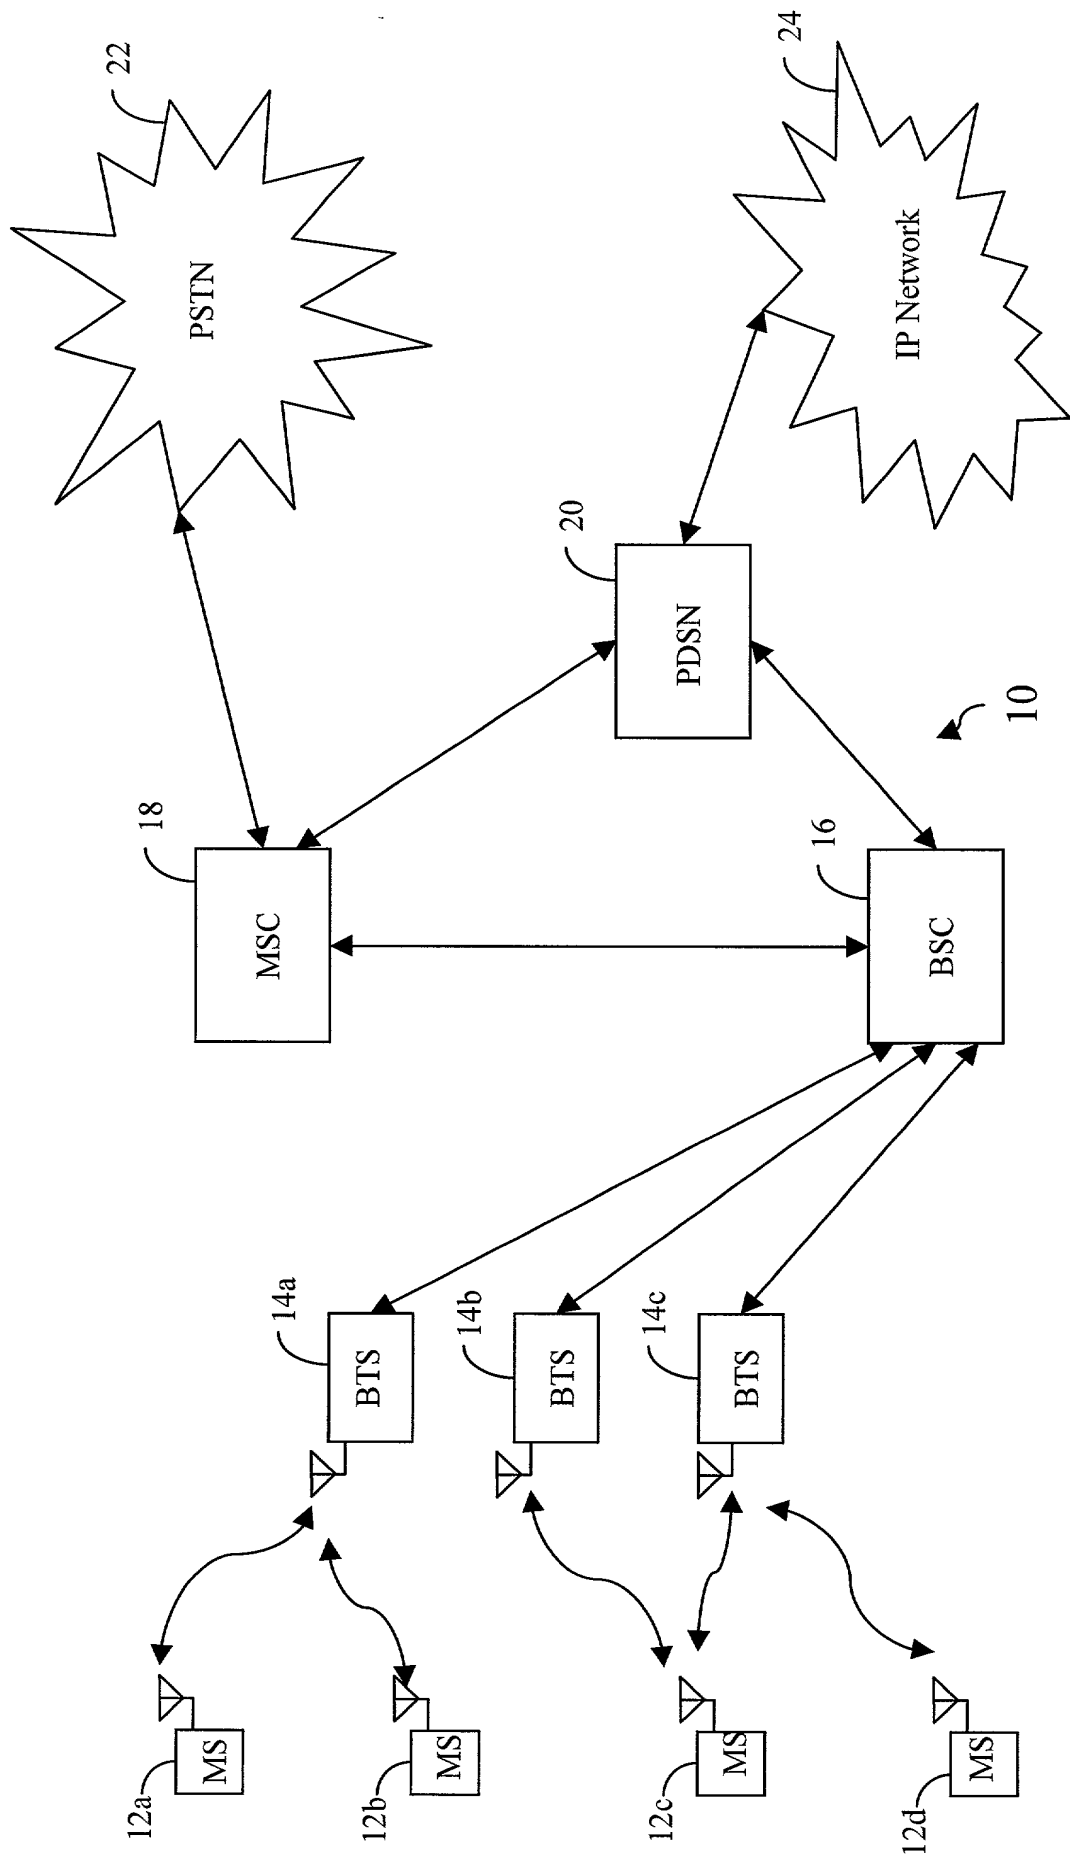 22
PSTN
24
IP Network
20
PDSN
10
18
MSC
16
BSC
14a
BTS
14b
BTS
14c
BTS
12a
MS
12b
MS
12c
MS
12d
MS